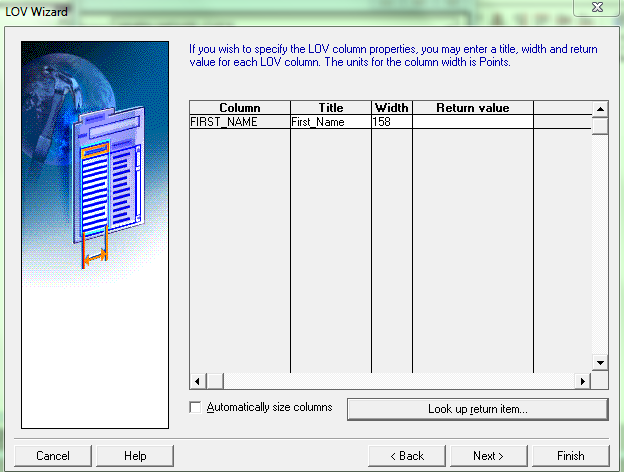 LOV Wizard
If you wish to specify the LOV column properties, you may enter a title, width and return
value for each LOV column. The units for the column width is Points.
Column Title Width Return value
FIRST_NAME First_Name 158
Automatically size columns Look up return item...
Cancel Help < Back Next > Finish